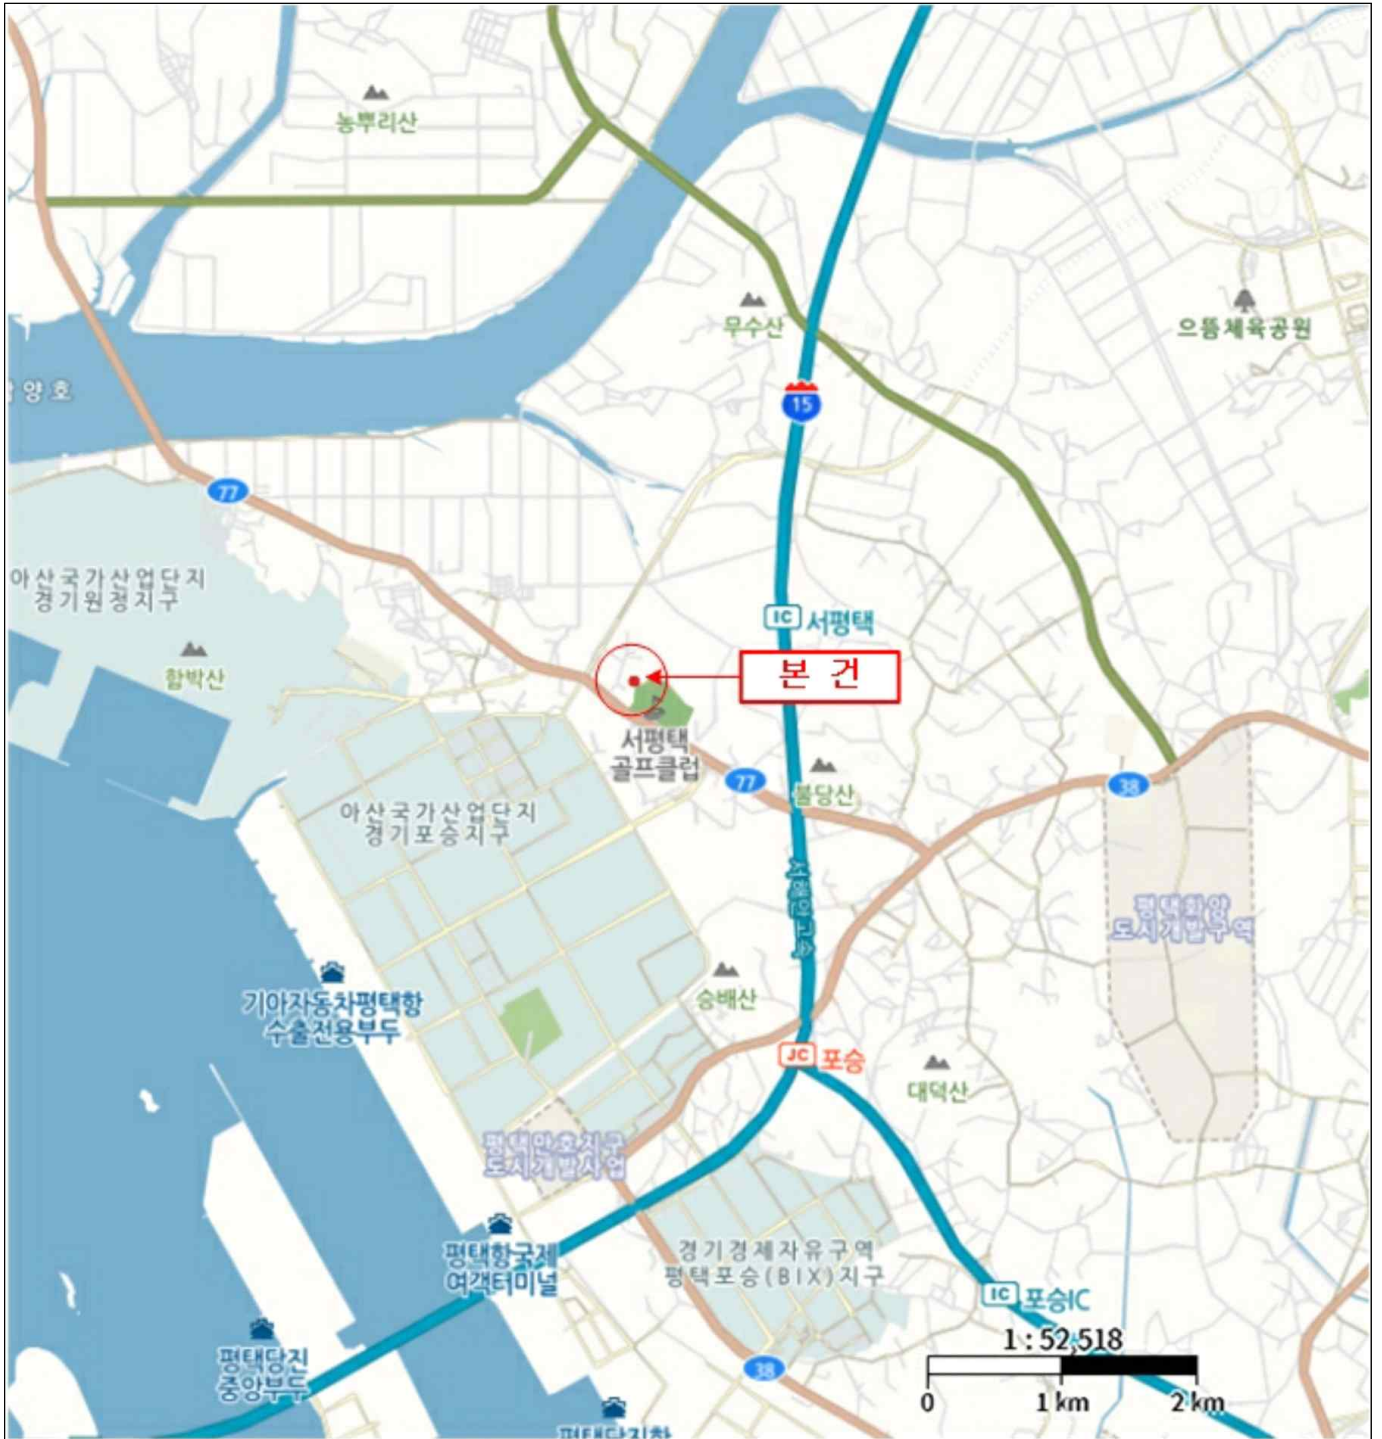 농뿌리산
무수산
으뜸체육공원
15
양호
77
아산국가산업단지
경기원정지구
IC 서평택
함박산
본 건
서평택
골프클럽
77
불당산
38
아산국가산업단지
경기포승지구
서해안고속
평택화양
도시개발구역
기아자동차평택항
수출전용부두
승배산
JC 포승
대덕산
평택만호지구
도시개발사업
평택항국제
여객터미널
경기경제자유구역
평택포승(BIX)지구
IC 포승IC
1 : 52,518
평택당진
중앙부두
38
0 1 km 2 km
평택당진항